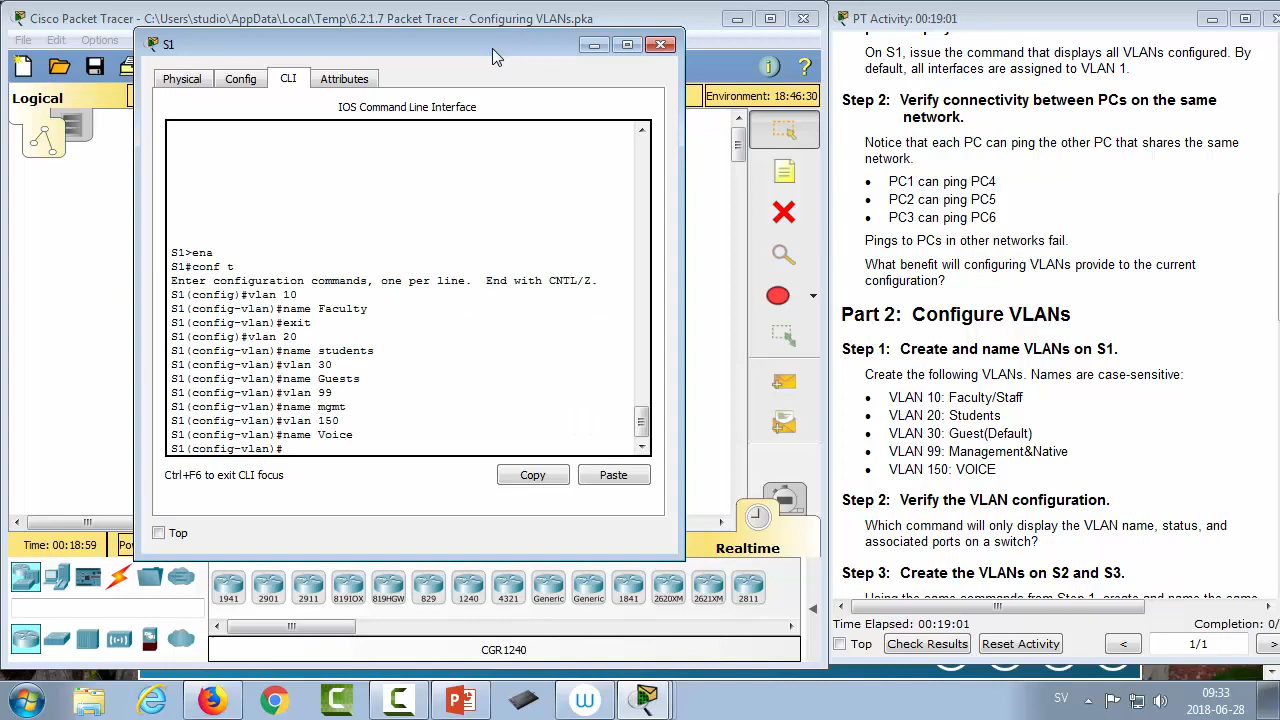 Cisco Packet Tracer - C:\Users\studio\AppData\Local\Temp\6.2.1.7 Packet Tracer - Configuring VLANs.pka
File Edit Options
Logical
Environment: 18:46:30
S1
Physical Config CLI Attributes
IOS Command Line Interface
S1>ena
S1#conf t
Enter configuration commands, one per line. End with CNTL/Z.
S1(config)#vlan 10
S1(config-vlan)#name Faculty
S1(config-vlan)#exit
S1(config)#vlan 20
S1(config-vlan)#name students
S1(config-vlan)#vlan 30
S1(config-vlan)#name Guests
S1(config-vlan)#vlan 99
S1(config-vlan)#name mgmt
S1(config-vlan)#vlan 150
S1(config-vlan)#name Voice
S1(config-vlan)#
Ctrl+F6 to exit CLI focus
Copy Paste
Top
Time: 00:18:59
Realtime
1941 2901 2911 819IOX 819HGW 829 1240 4321 Generic Generic 1841 2620XM 2621XM 2811
CGR1240
PT Activity: 00:19:01
On S1, issue the command that displays all VLANs configured. By
default, all interfaces are assigned to VLAN 1.
Step 2: Verify connectivity between PCs on the same
network.
Notice that each PC can ping the other PC that shares the same
network.
• PC1 can ping PC4
• PC2 can ping PC5
• PC3 can ping PC6
Pings to PCs in other networks fail.
What benefit will configuring VLANs provide to the current
configuration?
Part 2: Configure VLANs
Step 1: Create and name VLANs on S1.
Create the following VLANs. Names are case-sensitive:
• VLAN 10: Faculty/Staff
• VLAN 20: Students
• VLAN 30: Guest(Default)
• VLAN 99: Management&Native
• VLAN 150: VOICE
Step 2: Verify the VLAN configuration.
Which command will only display the VLAN name, status, and
associated ports on a switch?
Step 3: Create the VLANs on S2 and S3.
Using the same commands from Step 1, create and name the same
Time Elapsed: 00:19:01
Completion: 0/
Top
Check Results
Reset Activity
<
1/1
>
SV
09:33
2018-06-28